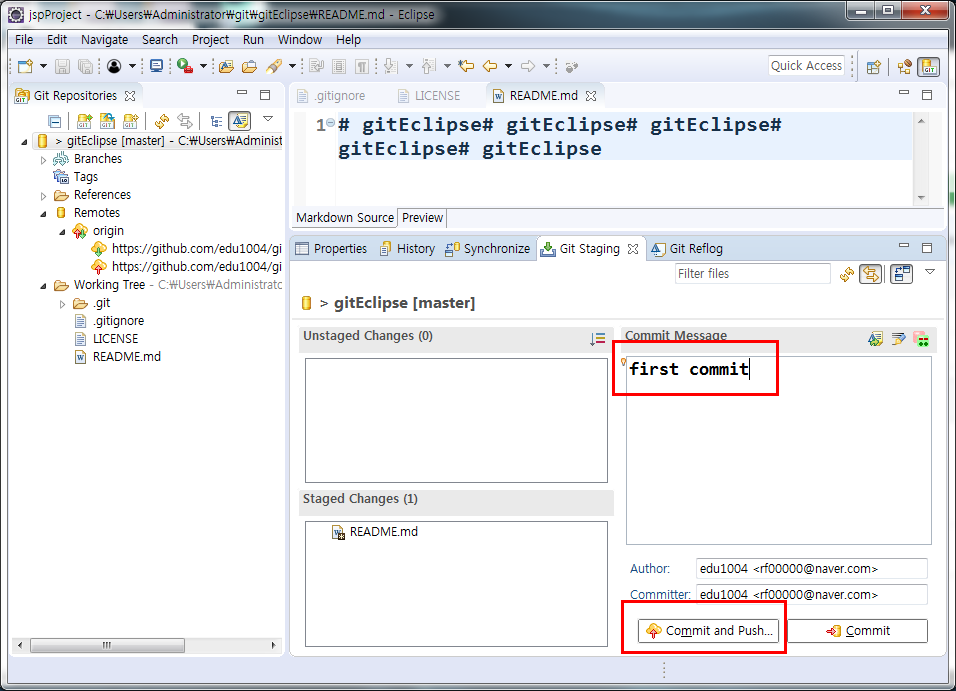 jspProject - C:₩Users₩Administrator₩git₩gitEclipse₩README.md - Eclipse
File Edit Navigate Search Project Run Window Help
Quick Access
Git Repositories
> gitEclipse [master] - C:₩Users₩Administ
Branches
Tags
References
Remotes
origin
https://github.com/edu1004/gi
https://github.com/edu1004/gi
Working Tree - C:₩Users₩Administrato
.git
.gitignore
LICENSE
README.md
.gitignore LICENSE README.md
1 # gitEclipse# gitEclipse# gitEclipse#
gitEclipse# gitEclipse
Markdown Source Preview
Properties History Synchronize Git Staging Git Reflog
Filter files
> gitEclipse [master]
Unstaged Changes (0)
Staged Changes (1)
README.md
Commit Message
first commit
Author: edu1004 <rf00000@naver.com>
Committer: edu1004 <rf00000@naver.com>
Commit and Push... Commit